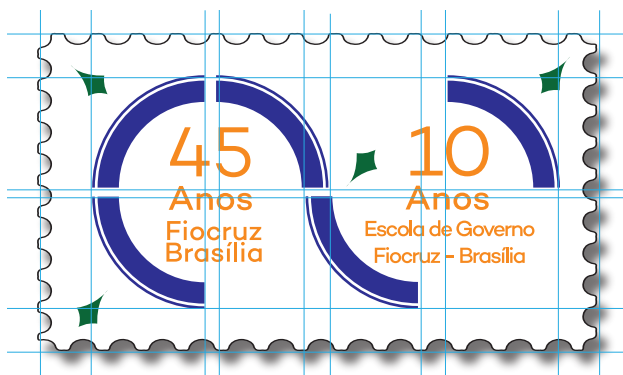 45
Anos
Fiocruz
Brasília
10
Anos
Escola de Governo
Fiocruz - Brasília